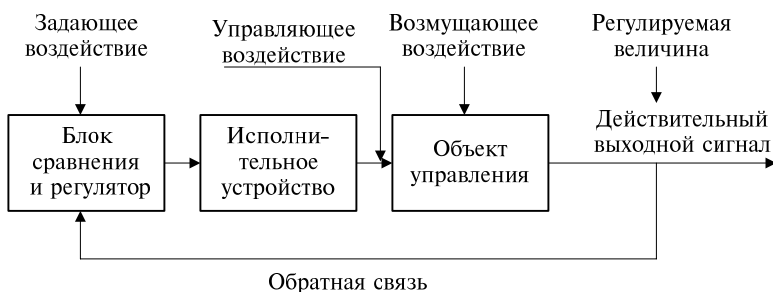 Задающее
воздействие
Управляющее
воздействие
Возмущающее
воздействие
Регулируемая
величина
Блок
сравнения
и регулятор
Исполни-
тельное
устройство
Объект
управления
Действительный
выходной сигнал
Обратная связь